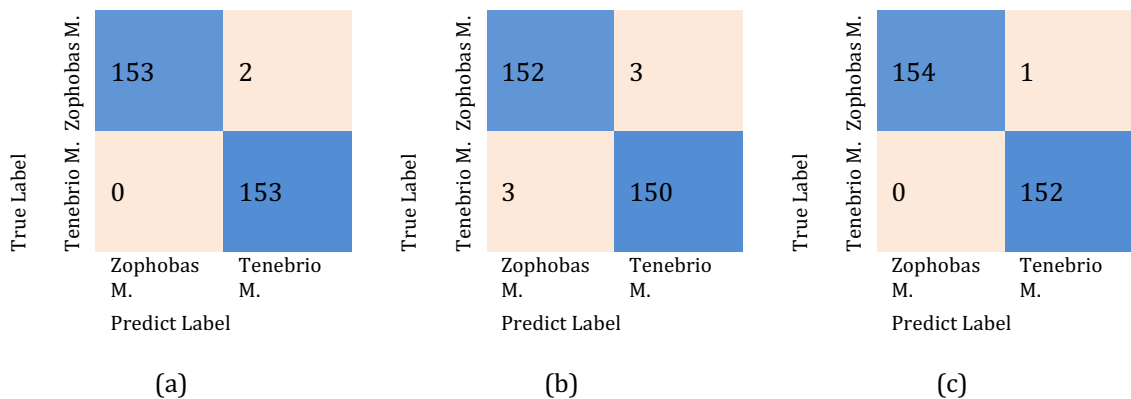 True Label
Zophobas M.
Tenebrio M.
153
2
0
153
Zophobas
M.
Tenebrio
M.
Predict Label
(a)
True Label
Zophobas M.
Tenebrio M.
152
3
3
150
Zophobas
M.
Tenebrio
M.
Predict Label
(b)
True Label
Zophobas M.
Tenebrio M.
154
1
0
152
Zophobas
M.
Tenebrio
M.
Predict Label
(c)